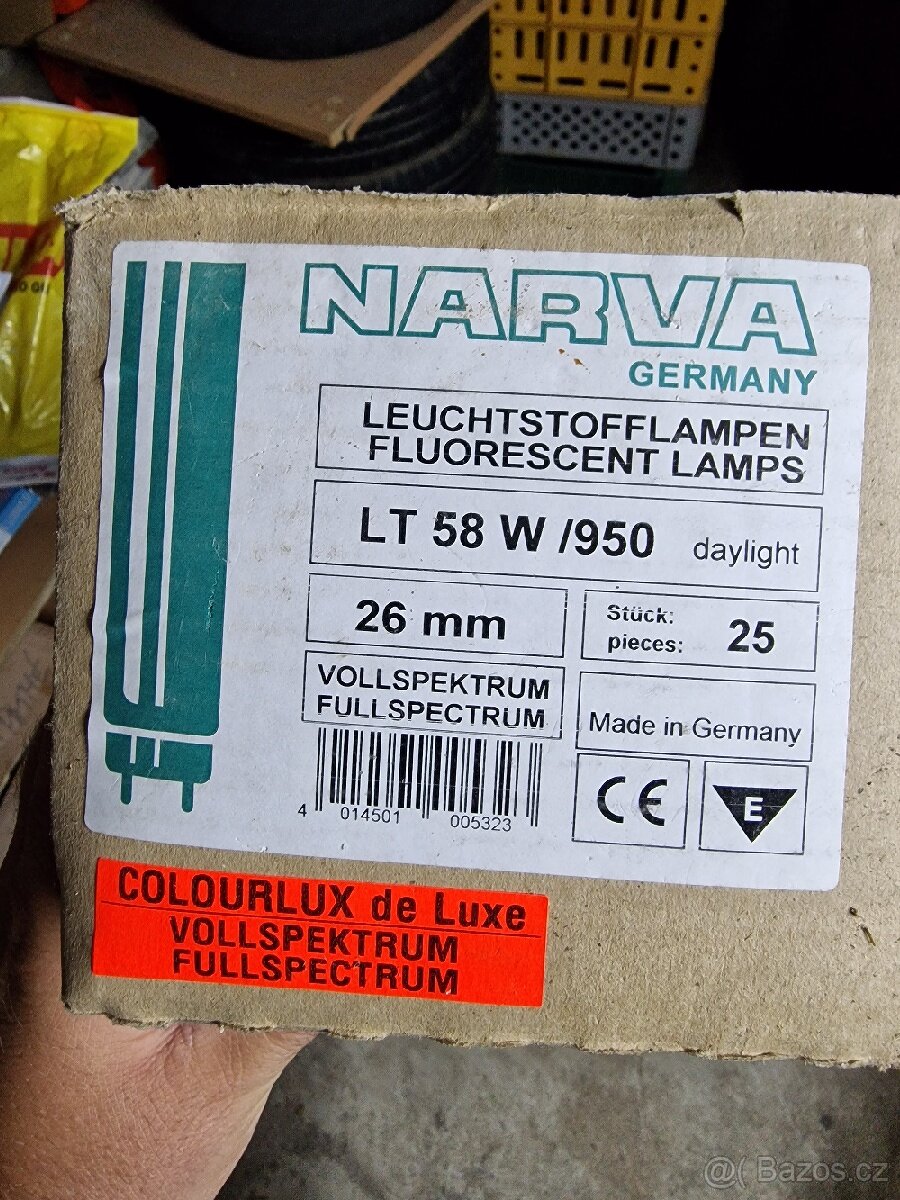 NARVA
GERMANY
LEUCHTSTOFFLAMPEN
FLUORESCENT LAMPS
LT 58 W /950 daylight
26 mm
Stück:
pieces: 25
VOLLSPEKTRUM
FULLSPECTRUM
Made in Germany
4 014501 005323
CE
E
COLOURLUX de Luxe
VOLLSPEKTRUM
FULLSPECTRUM
@( Bazos.cz